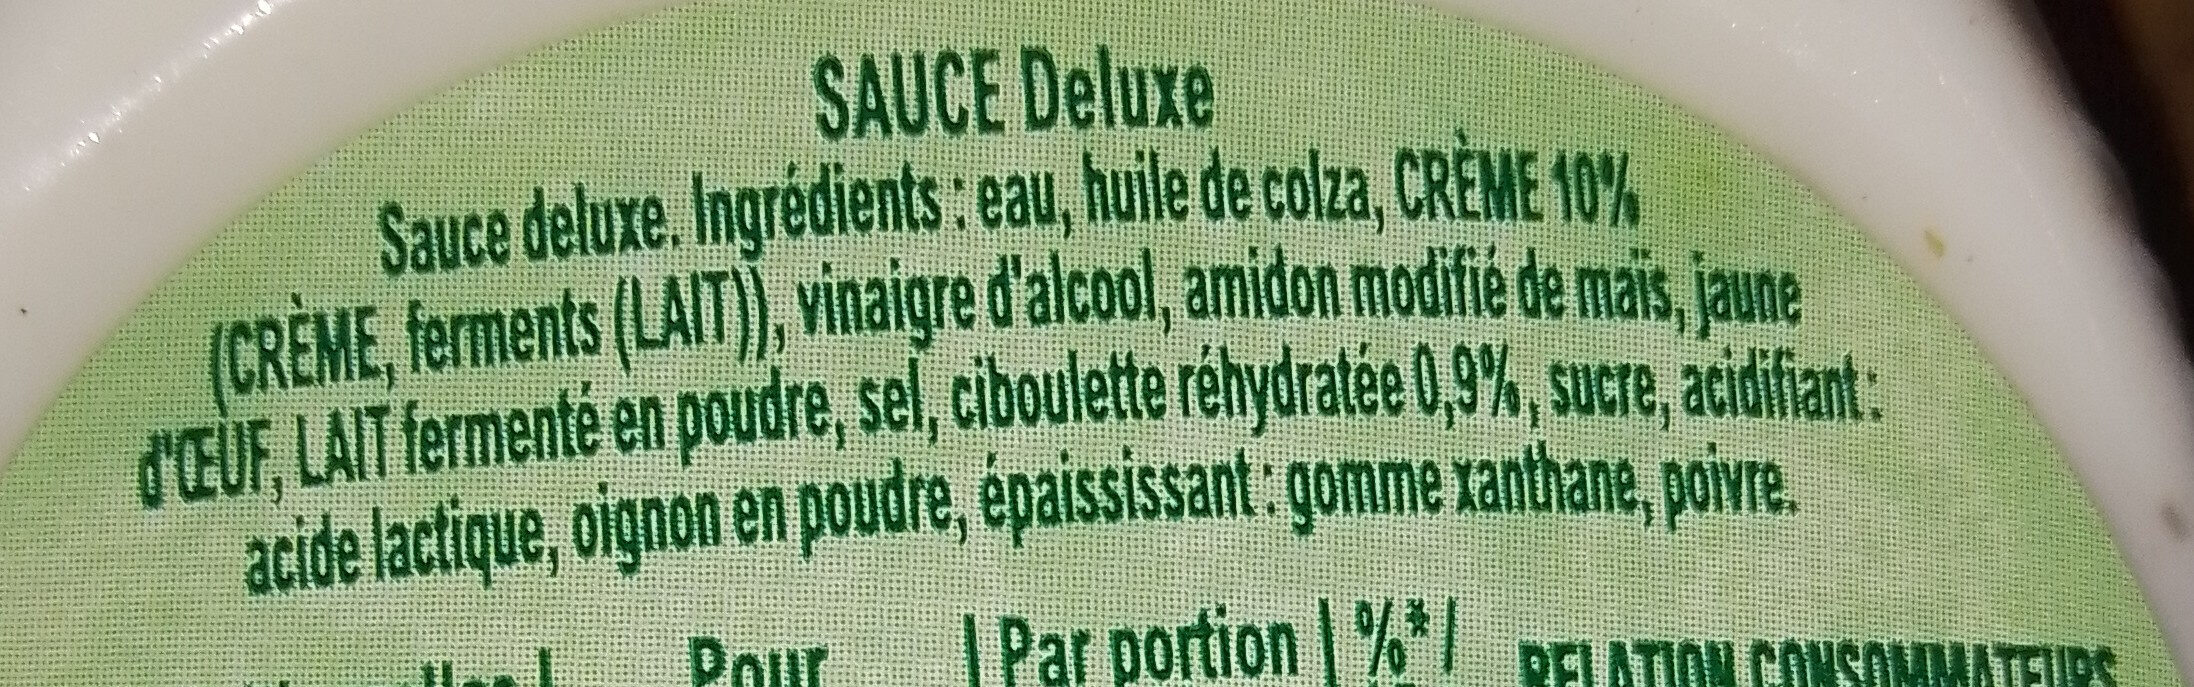 SAUCE Deluxe
Sauce deluxe. Ingrédients : eau, huile de colza, CRÈME 10%
(CRÈME, ferments (LAIT)), vinaigre d'alcool, amidon modifié de maïs, jaune
d'ŒUF, LAIT fermenté en poudre, sel, ciboulette réhydratée 0,9%, sucre, acidifiant :
acide lactique, oignon en poudre, épaississant : gomme xanthane, poivre.
Pour | Par portion | %* / RELATION CONSOMMATEURS